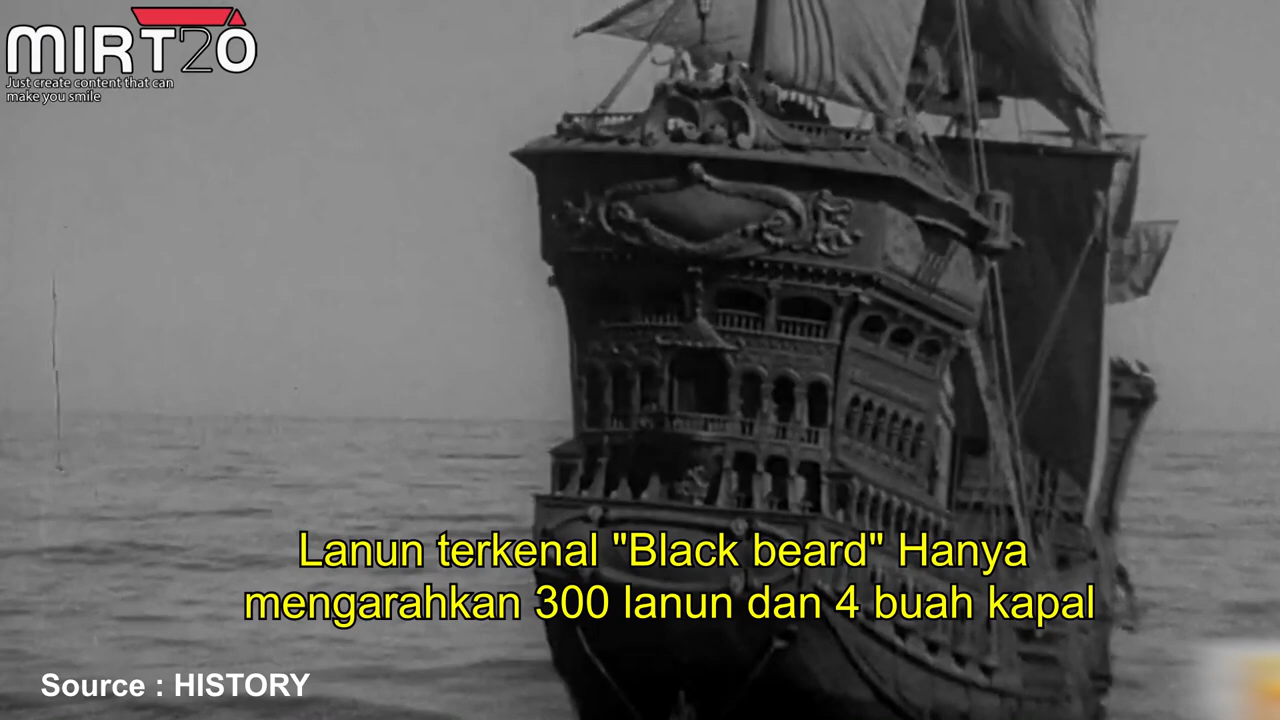 MIRT20
Just create content that can
make you smile
Lanun terkenal "Black beard" Hanya
mengarahkan 300 lanun dan 4 buah kapal
Source : HISTORY